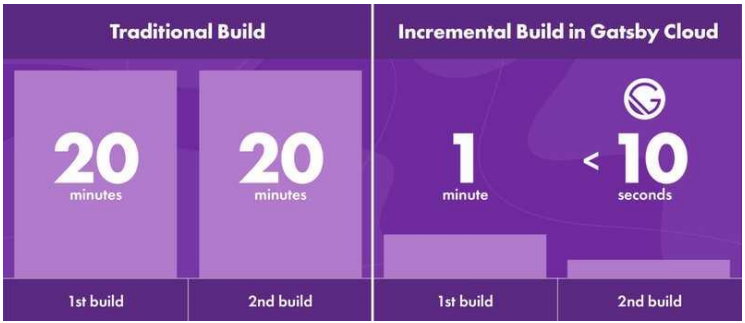 Traditional Build
20
minutes
20
minutes
1st build
2nd build
Incremental Build in Gatsby Cloud
1
minute
< 10
seconds
1st build
2nd build